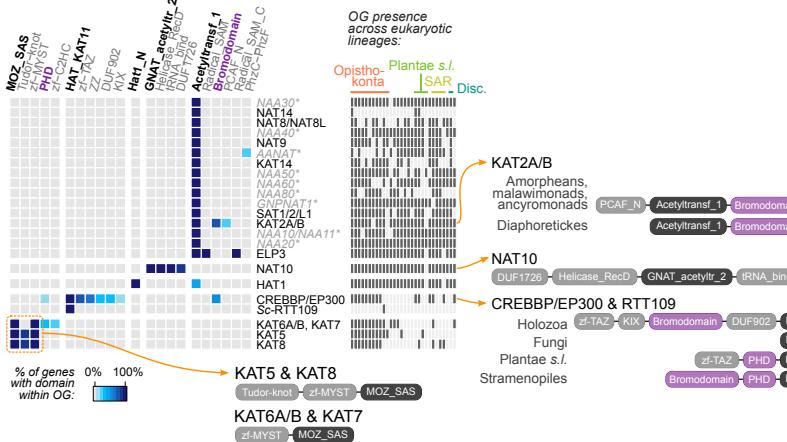 MOZ_SAS
Tudor-knot
zf-MYST
PHD
zf-C2HC
HAT_KAT11
zf-TAZ
ZZ
DUF902
KIX
Hat1_N
GNAT_acetyltr_2
Helicase_RecD
DUF1726
Acetyltransf_1
Radical_SAM
Bromodomain
PCAF_N
Radical_SAM_C
PhzC-PhzF
OG presence
across eukaryotic
lineages:
Plantae s.l.
Opistho-
konta
SAR
Disc.
NAA30*
NAT14
NAT8/NAT8L
NAA40*
NAT9
AANAT*
KAT14
NAA50*
NAA60*
NAA80*
GNPNAT1*
SAT1/2/L1
KAT2A/B
NAA10/NAA11*
NAA20*
ELP3
NAT10
HAT1
CREBBP/EP300
Sc-RTT109
KAT6A/B, KAT7
KAT5
KAT8
% of genes
with domain
within OG:
0% 100%
KAT5 & KAT8
Tudor-knot zf-MYST MOZ_SAS
KAT6A/B & KAT7
zf-MYST MOZ_SAS
KAT2A/B
Amorpheans,
malawimonads,
ancyromonads
PCAF_N Acetyltransf_1
Diaphoretickes
Acetyltransf_1
NAT10
DUF1726 Helicase_RecD GNAT_acetyltr_2
CREBBP/EP300 & RTT109
Holozoa zf-TAZ KIX Bromodomain DUF902
Fungi
Plantae s.l. zf-TAZ PHD
Stramenopiles Bromodomain PHD